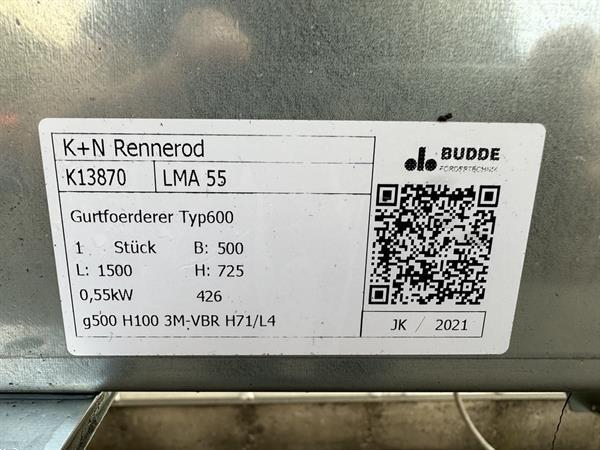 K+N Rennerod
K13870 LMA 55
BUDDE
FÖRDERTECHNIK
Gurtfoerderer Typ600
1 Stück B: 500
L: 1500 H: 725
0,55kW 426
g500 H100 3M-VBR H71/L4
JK / 2021